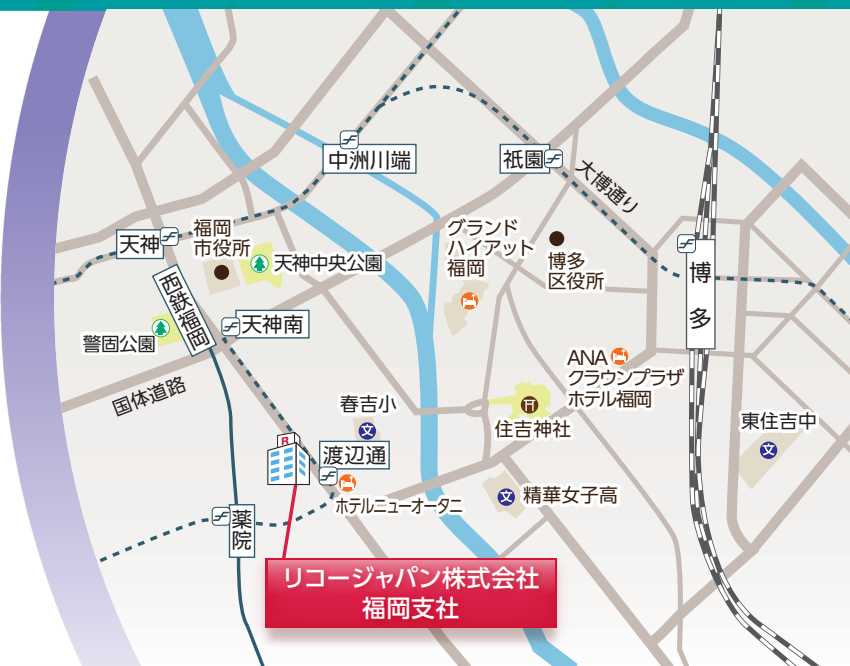 中洲川端
祇園
大博通り
福岡
市役所
グランド
ハイアット
福岡
天神
天神中央公園
博多
区役所
博多
西鉄福岡
天神南
警固公園
ANA
クラウンプラザ
ホテル福岡
国体道路
春吉小
文
住吉神社
東住吉中
文
R
渡辺通
ホテルニューオータニ
文
精華女子高
薬院
リコージャパン株式会社
福岡支社